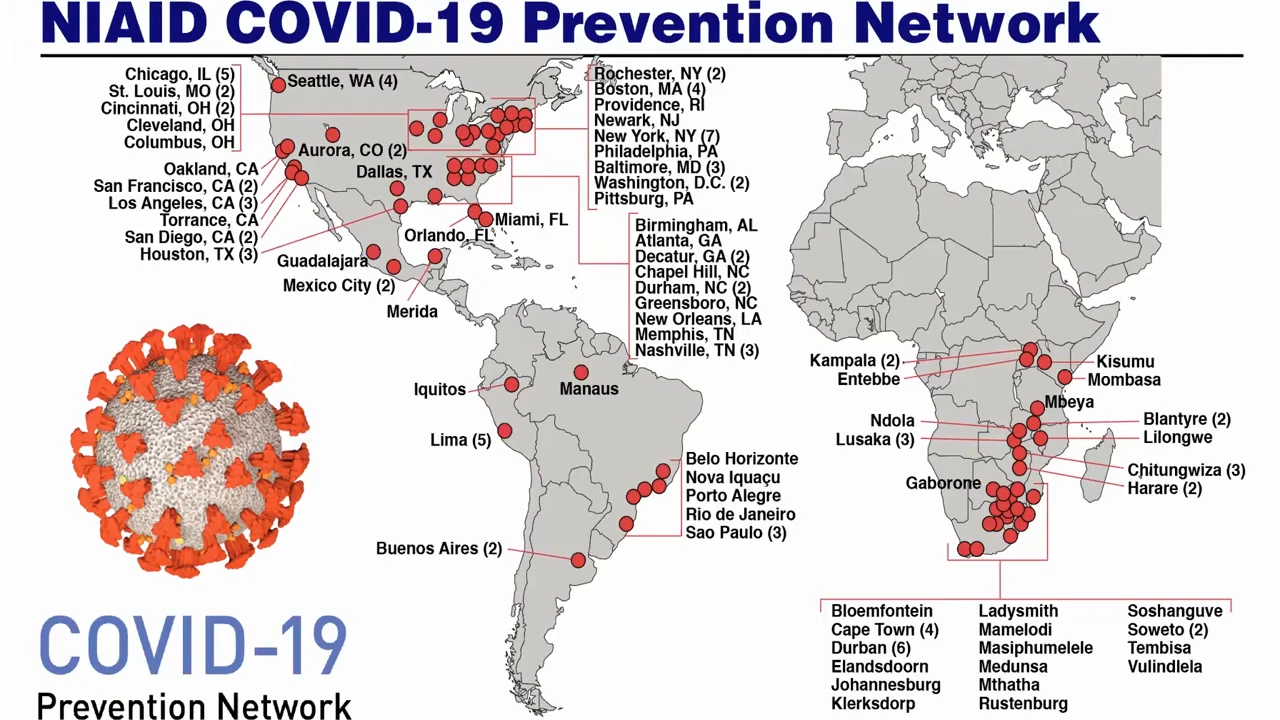 NIAID COVID-19 Prevention Network
Chicago, IL (5)
St. Louis, MO (2)
Cincinnati, OH (2)
Cleveland, OH
Columbus, OH
Seattle, WA (4)
Aurora, CO (2)
Dallas, TX
Oakland, CA
San Francisco, CA (2)
Los Angeles, CA (3)
Torrance, CA
San Diego, CA (2)
Houston, TX (3)
Rochester, NY (2)
Boston, MA (4)
Providence, RI
Newark, NJ
New York, NY (7)
Philadelphia, PA
Baltimore, MD (3)
Washington, D.C. (2)
Pittsburg, PA
Miami, FL
Orlando, FL
Birmingham, AL
Atlanta, GA
Decatur, GA (2)
Chapel Hill, NC
Durham, NC (2)
Greensboro, NC
New Orleans, LA
Memphis, TN
Nashville, TN (3)
Guadalajara
Mexico City (2)
Merida
Iquitos
Manaus
Lima (5)
Belo Horizonte
Nova Iquaçu
Porto Alegre
Rio de Janeiro
Sao Paulo (3)
Buenos Aires (2)
Kampala (2)
Entebbe
Kisumu
Mombasa
Mbeya
Ndola
Lusaka (3)
Blantyre (2)
Lilongwe
Chitungwiza (3)
Harare (2)
Gaborone
Bloemfontein
Cape Town (4)
Durban (6)
Elandsdoorn
Johannesburg
Klerksdorp
Ladysmith
Mamelodi
Masiphumelele
Medunsa
Mthatha
Rustenburg
Soshanguve
Soweto (2)
Tembisa
Vulindlela
COVID-19
Prevention Network